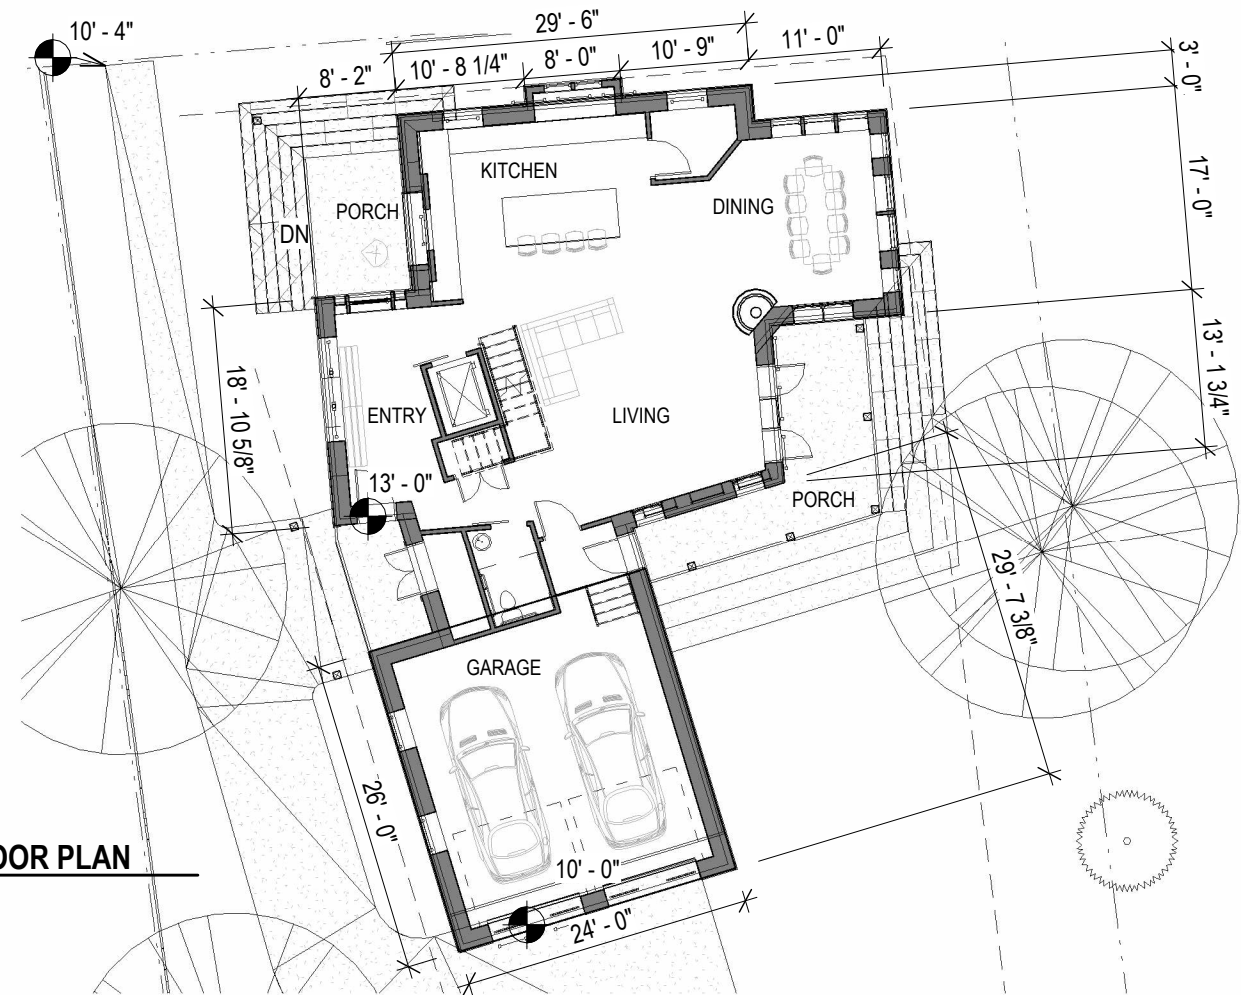 10' - 4"
29' - 6"
8' - 2"
10' - 8 1/4"
8' - 0"
10' - 9"
11' - 0"
3' - 0"
KITCHEN
17' - 0"
PORCH
DINING
DN
13' - 1 3/4"
18' - 10 5/8"
ENTRY
LIVING
13' - 0"
PORCH
29' - 7 3/8"
GARAGE
26' - 0"
OOR PLAN
10' - 0"
24' - 0"